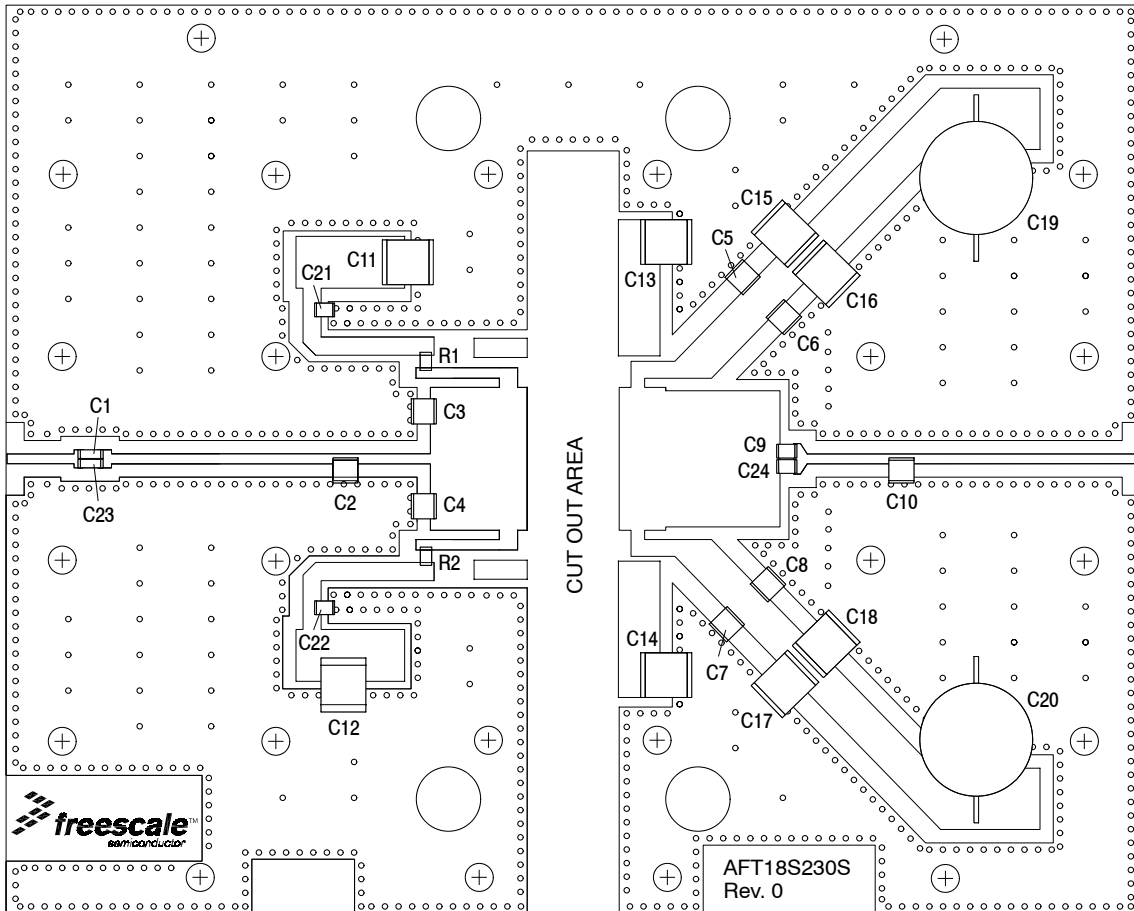 C15
C5
C19
C11
C13
C21
C16
C6
R1
C1
C3
C9
C24
C23
C2
C4
C10
CUT OUT AREA
R2
C8
C22
C14
C18
C7
C12
C17
C20
freescale™
semiconductor
AFT18S230S
Rev. 0